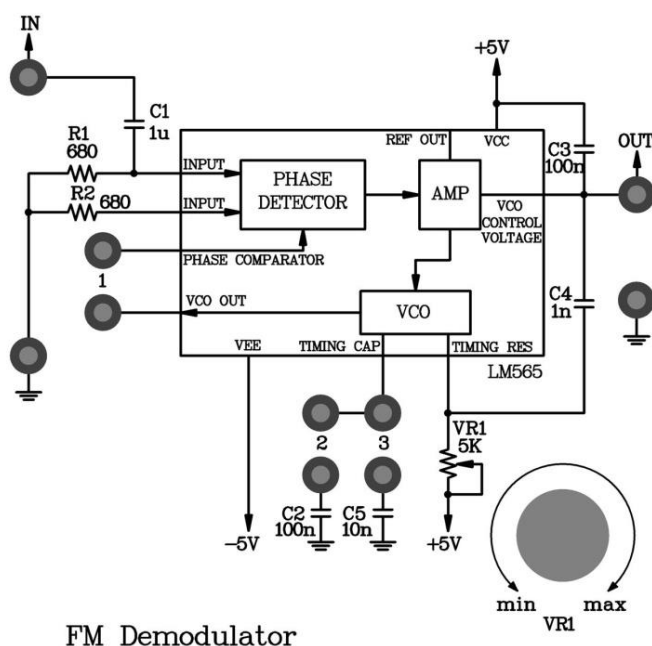 IN
+5V
C1
1u
R1
680
R2
680
INPUT
INPUT
PHASE
DETECTOR
REF OUT
VCC
AMP
C3
100n
OUT
VCO
CONTROL
VOLTAGE
PHASE COMPARATOR
1
VCO OUT
VCO
C4
1n
VEE
TIMING CAP
TIMING RES
LM565
2
3
VR1
5K
C2
100n
C5
10n
-5V
+5V
min
max
VR1
FM Demodulator